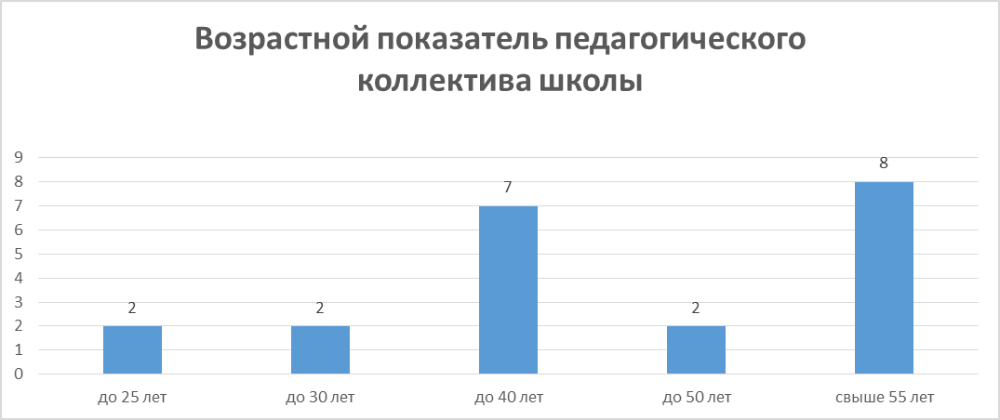 Возрастной показатель педагогического
коллектива школы
9
8
7
6
5
4
3
2
1
0
2
2
7
2
8
до 25 лет
до 30 лет
до 40 лет
до 50 лет
свыше 55 лет